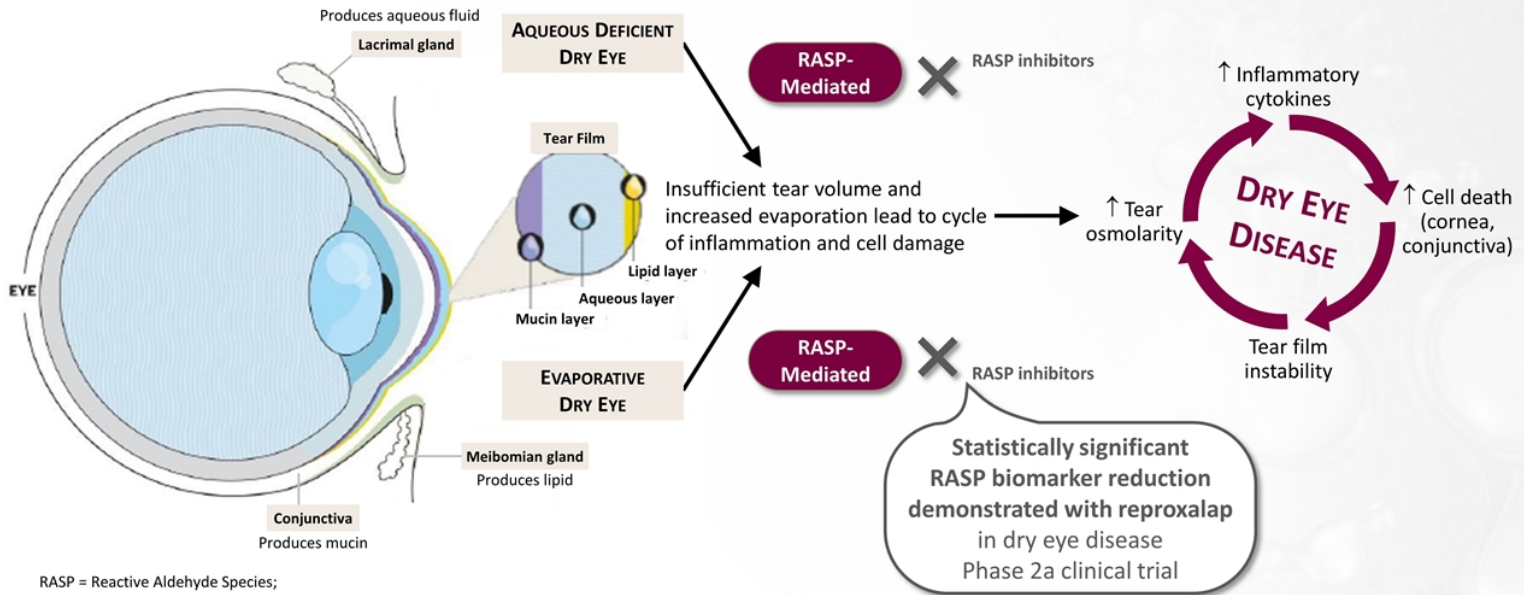 Produces aqueous fluid
Lacrimal gland
EYE
Conjunctiva
Produces mucin
Meibomian gland
Produces lipid
AQUEOUS DEFICIENT
DRY EYE
Tear Film
Lipid layer
Aqueous layer
Mucin layer
EVAPORATIVE
DRY EYE
RASP-
Mediated
RASP inhibitors
Insufficient tear volume and
increased evaporation lead to cycle
of inflammation and cell damage
RASP-
Mediated
RASP inhibitors
Statistically significant
RASP biomarker reduction
demonstrated with reproxalap
in dry eye disease
Phase 2a clinical trial
↑ Inflammatory
cytokines
↑ Cell death
(cornea,
conjunctiva)
Tear film
instability
↑ Tear
osmolarity
DRY EYE
DISEASE
RASP = Reactive Aldehyde Species;